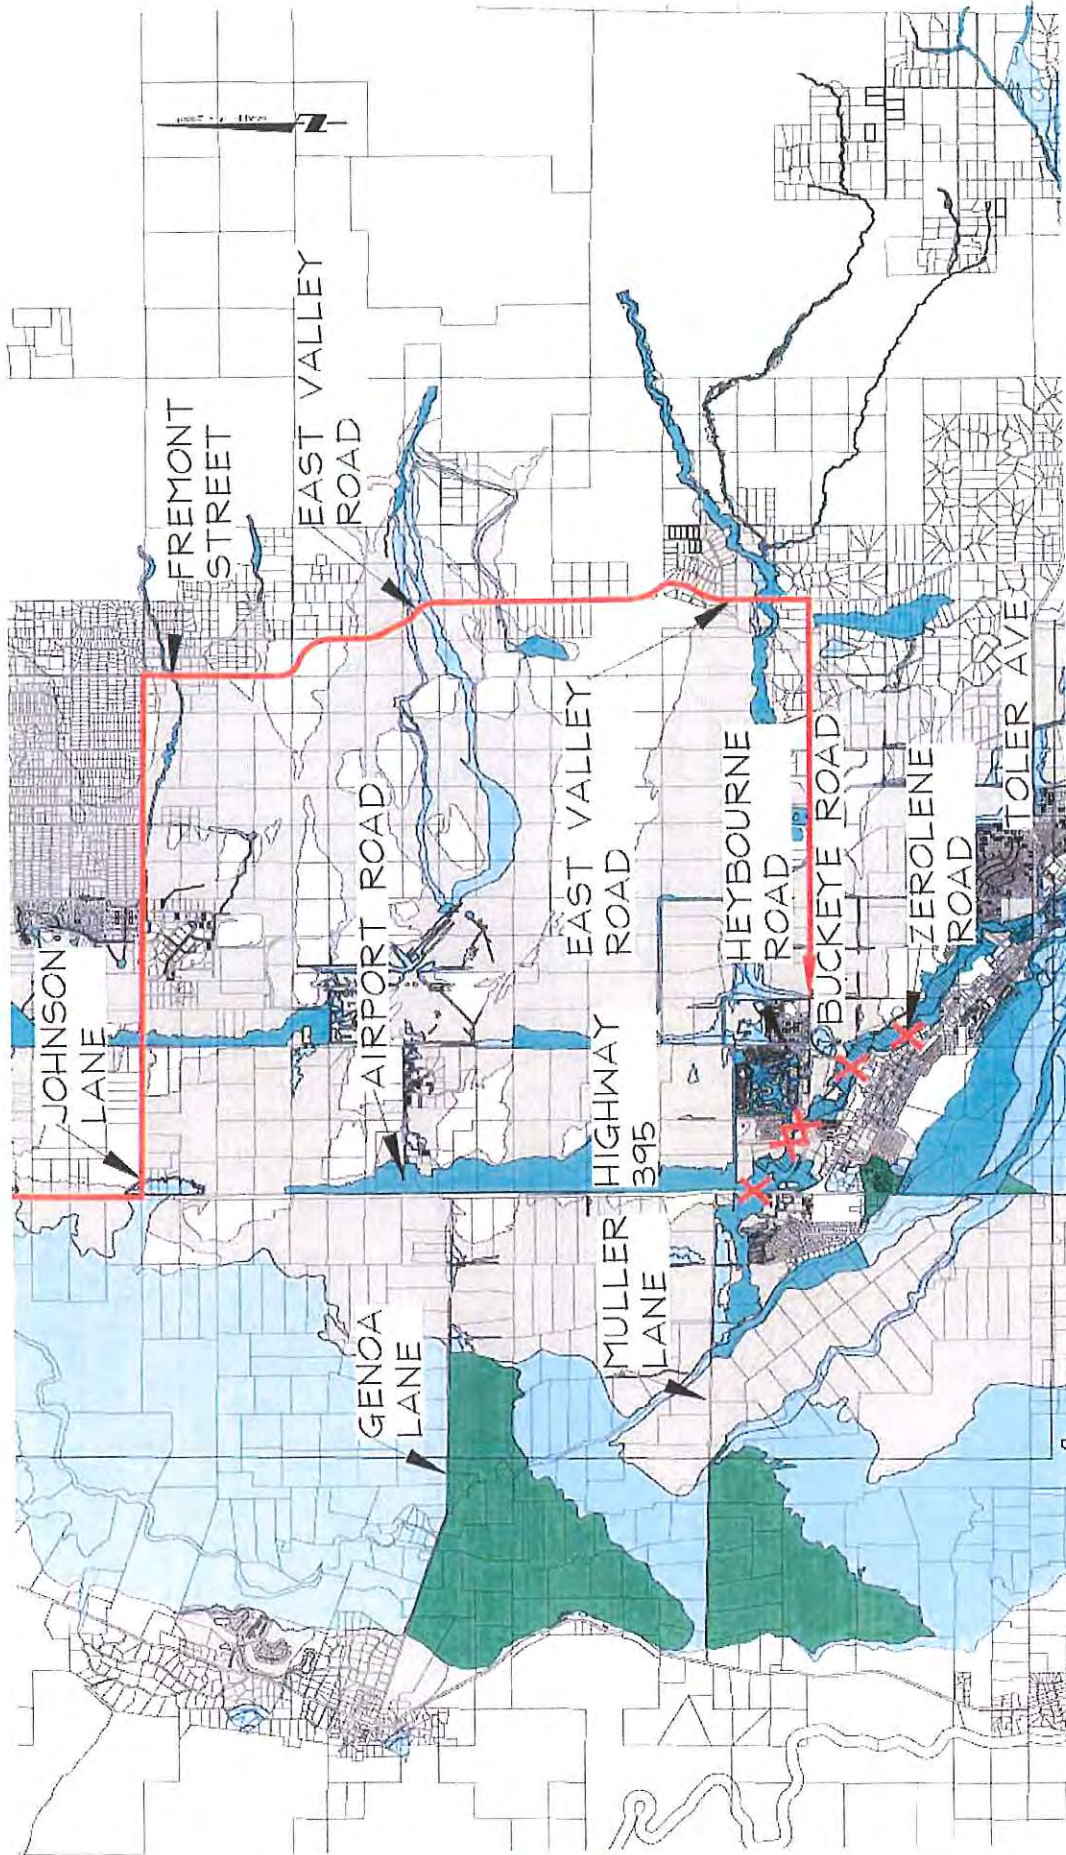 N
FREMONT
STREET
EAST VALLEY
ROAD
JOHNSON
LANE
AIRPORT ROAD
EAST VALLEY
ROAD
HEYBOURNE
ROAD
BUCKEYE ROAD
ZEROLENE
ROAD
TOLER AVE
HIGHWAY
395
GENOA
LANE
MULLER
LANE